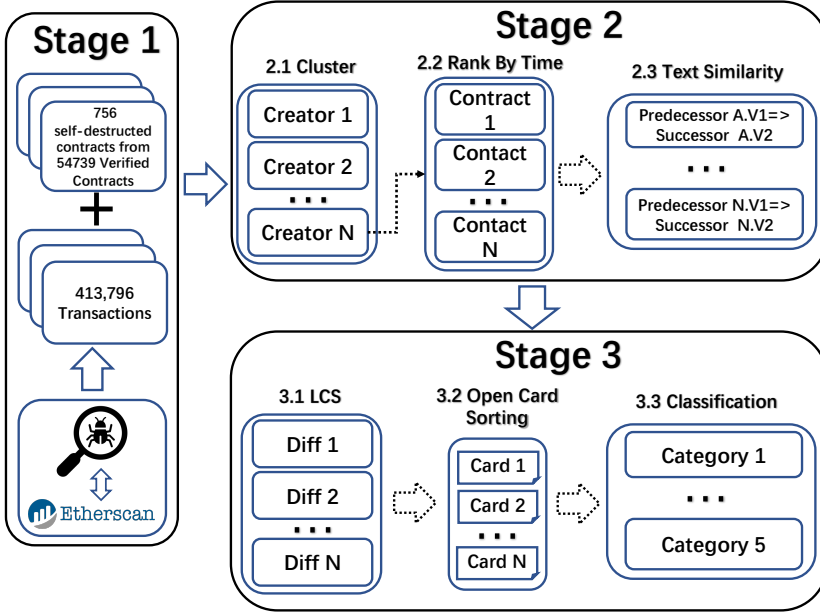 Stage 1
756
self-destructed
contracts from
54739 Verified
Contracts
+
413,796
Transactions
Etherscan
Stage 2
2.1 Cluster
Creator 1
Creator 2
...
Creator N
2.2 Rank By Time
Contract
1
Contact
2
...
Contact
N
2.3 Text Similarity
Predecessor A.V1=>
Successor A.V2
...
Predecessor N.V1=>
Successor N.V2
Stage 3
3.1 LCS
Diff 1
Diff 2
...
Diff N
3.2 Open Card
Sorting
Card 1
Card 2
...
Card N
3.3 Classification
Category 1
...
Category 5